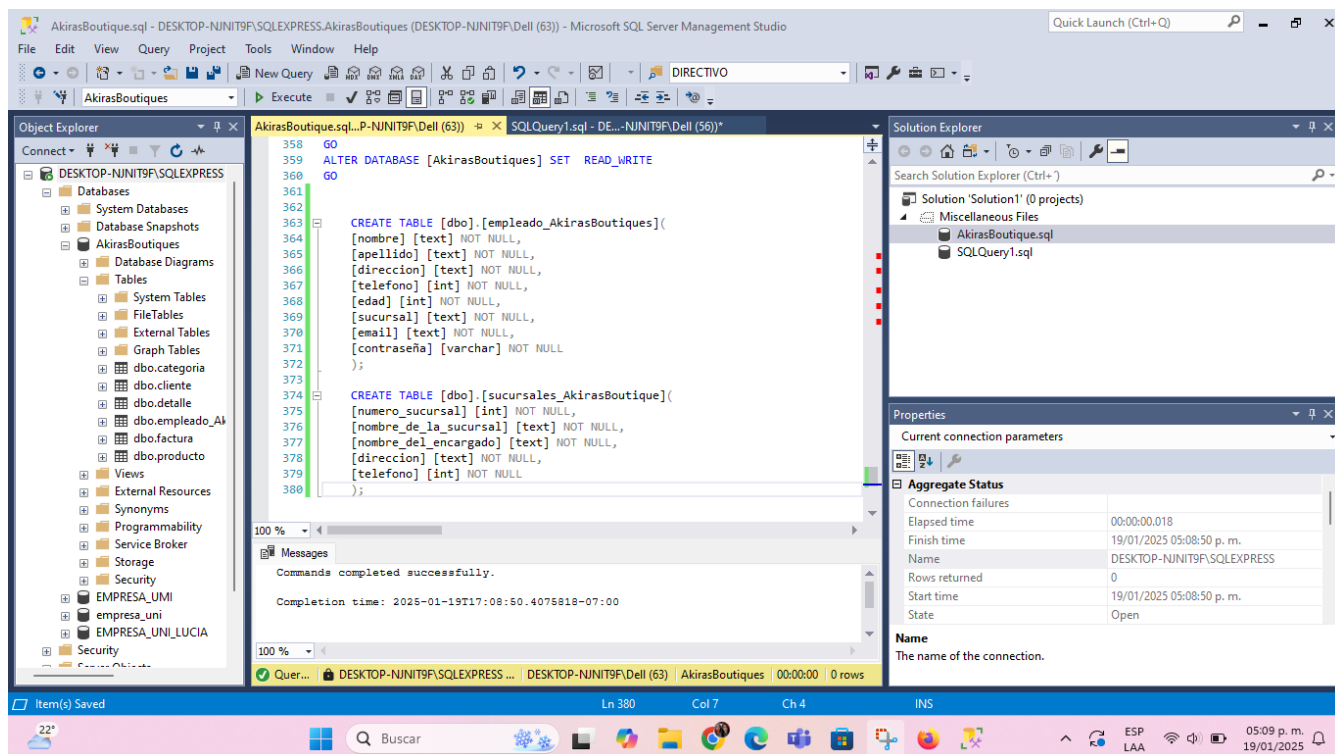 AkirasBoutique.sql - DESKTOP-NJNIT9F\SQLEXPRESS.AkirasBoutiques (DESKTOP-NJNIT9F\Dell (63)) - Microsoft SQL Server Management Studio
Quick Launch (Ctrl+Q)
File Edit View Query Project Tools Window Help
New Query
DIRECTIVO
AkirasBoutiques
Execute
Object Explorer
Connect
DESKTOP-NJNIT9F\SQLEXPRESS
Databases
System Databases
Database Snapshots
AkirasBoutiques
Database Diagrams
Tables
System Tables
FileTables
External Tables
Graph Tables
dbo.categoria
dbo.cliente
dbo.detalle
dbo.empleado_Ak
dbo.factura
dbo.producto
Views
External Resources
Synonyms
Programmability
Service Broker
Storage
Security
EMPRESA_UMI
empresa_uni
EMPRESA_UNI_LUCIA
Security
AkirasBoutique.sql...P-NJNIT9F\Dell (63))
SQLQuery1.sql - DE...-NJNIT9F\Dell (56))*
358 GO
359 ALTER DATABASE [AkirasBoutiques] SET READ_WRITE
360 GO
361
362
363 CREATE TABLE [dbo].[empleado_AkirasBoutiques](
364 [nombre] [text] NOT NULL,
365 [apellido] [text] NOT NULL,
366 [direccion] [text] NOT NULL,
367 [telefono] [int] NOT NULL,
368 [edad] [int] NOT NULL,
369 [sucursal] [text] NOT NULL,
370 [email] [text] NOT NULL,
371 [contraseña] [varchar] NOT NULL
372 );
373
374 CREATE TABLE [dbo].[sucursales_AkirasBoutique](
375 [numero_sucursal] [int] NOT NULL,
376 [nombre_de_la_sucursal] [text] NOT NULL,
377 [nombre_del_encargado] [text] NOT NULL,
378 [direccion] [text] NOT NULL,
379 [telefono] [int] NOT NULL
380 );
100 %
Messages
Commands completed successfully.
Completion time: 2025-01-19T17:08:50.4075818-07:00
100 %
Quer... DESKTOP-NJNIT9F\SQLEXPRESS ... DESKTOP-NJNIT9F\Dell (63) AkirasBoutiques 00:00:00 0 rows
Solution Explorer
Search Solution Explorer (Ctrl+´)
Solution 'Solution1' (0 projects)
Miscellaneous Files
AkirasBoutique.sql
SQLQuery1.sql
Properties
Current connection parameters
Aggregate Status
Connection failures
Elapsed time 00:00:00.018
Finish time 19/01/2025 05:08:50 p. m.
Name DESKTOP-NJNIT9F\SQLEXPRESS
Rows returned 0
Start time 19/01/2025 05:08:50 p. m.
State Open
Name
The name of the connection.
Item(s) Saved Ln 380 Col 7 Ch 4 INS
22°
Buscar
ESP
LAA
05:09 p. m.
19/01/2025